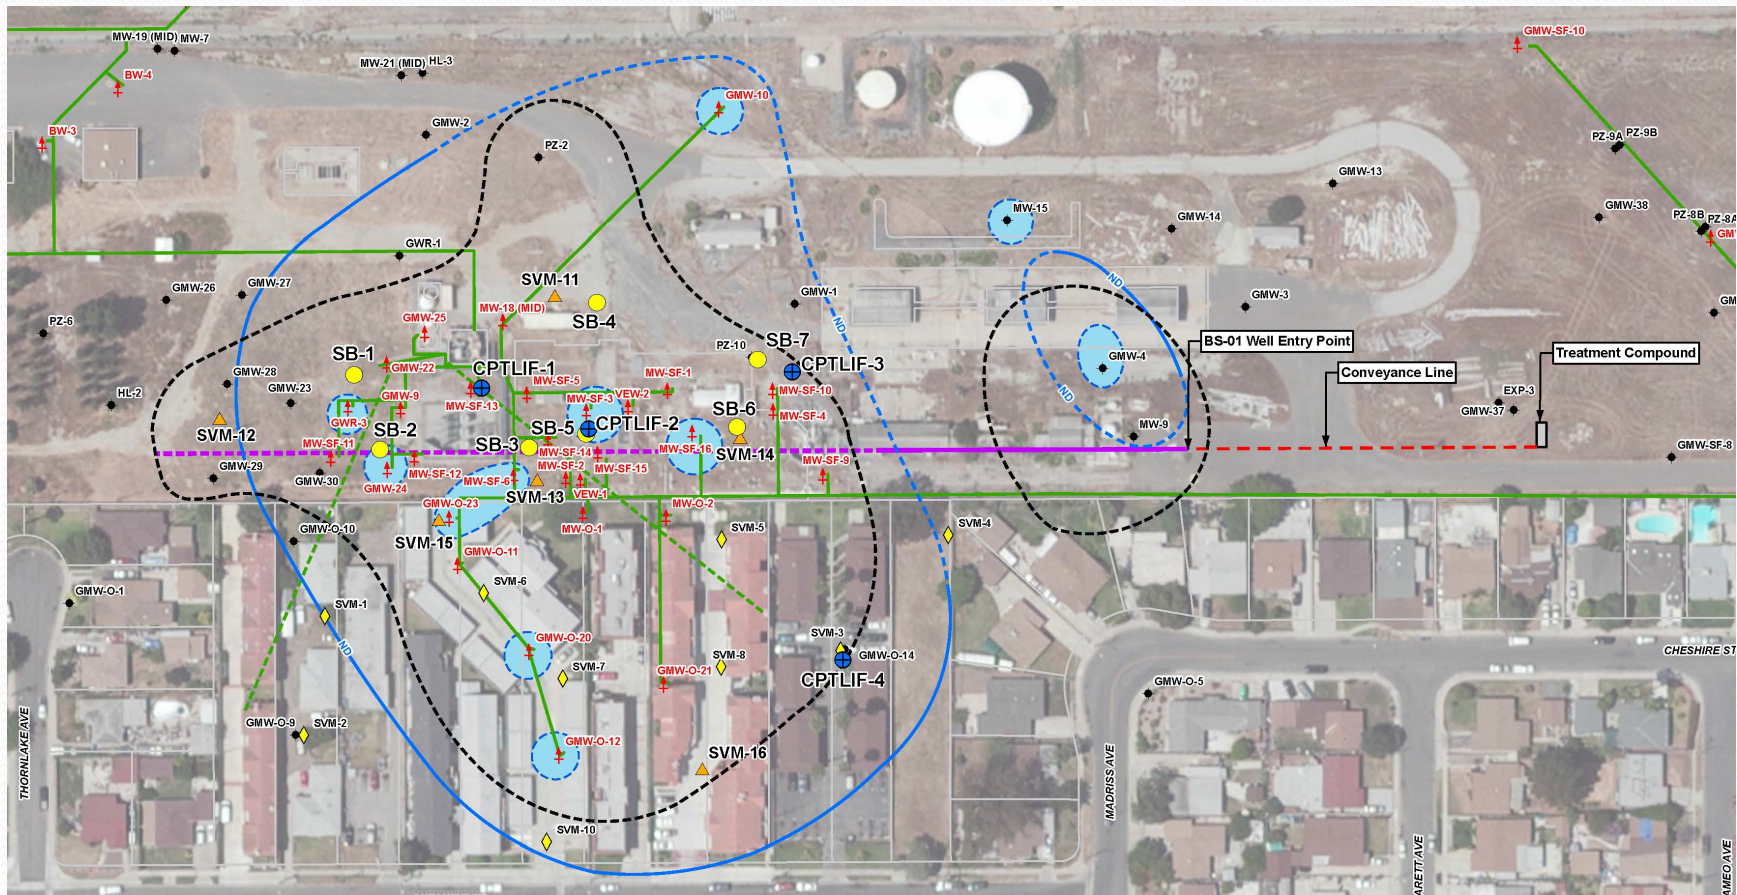 MW-19 (MID)
MW-7
BW-4
MW-21 (MID)
HL-3
GMW-SF-10
GMW-10
BW-3
GMW-2
PZ-2
PZ-9A
PZ-9B
GMW-13
MW-15
GMW-14
GMW-38
PZ-8B
PZ-8A
GWR-1
GMW-26
GMW-27
SVM-11
ND
GMW-1
GMW-3
PZ-6
GMW-25
MW-18 (MID)
SB-4
ND
SB-7
PZ-10
BS-01 Well Entry Point
Treatment Compound
SB-1
GMW-22
CPTLIF-1
CPTLIF-3
GMW-4
Conveyance Line
GMW-28
GMW-23
HL-2
GMW-9
MW-SF-13
MW-SF-5
MW-SF-3
VEW-2
MW-SF-1
MW-SF-10
MW-SF-4
ND
EXP-3
GMW-37
GWR-3
SB-6
MW-9
SVM-12
SB-2
SB-5
CPTLIF-2
MW-SF-11
SB-3
MW-SF-14
MW-SF-16
SVM-14
MW-SF-9
GMW-SF-8
GMW-29
GMW-30
GMW-24
MW-SF-12
MW-SF-6
MW-SF-2
MW-SF-15
SVM-13
VEW-1
GMW-O-23
MW-O-1
MW-O-2
GMW-O-10
SVM-15
SVM-5
SVM-4
GMW-O-11
SVM-6
GMW-O-1
SVM-1
ND
GMW-O-20
SVM-3
GMW-O-14
CHESHIRE ST
SVM-7
SVM-8
GMW-O-21
CPTLIF-4
GMW-O-5
GMW-O-9
SVM-2
GMW-O-12
SVM-16
THORNLAKE AVE
MADRISS AVE
SVM-10
ARETT AVE
AMEO AVE